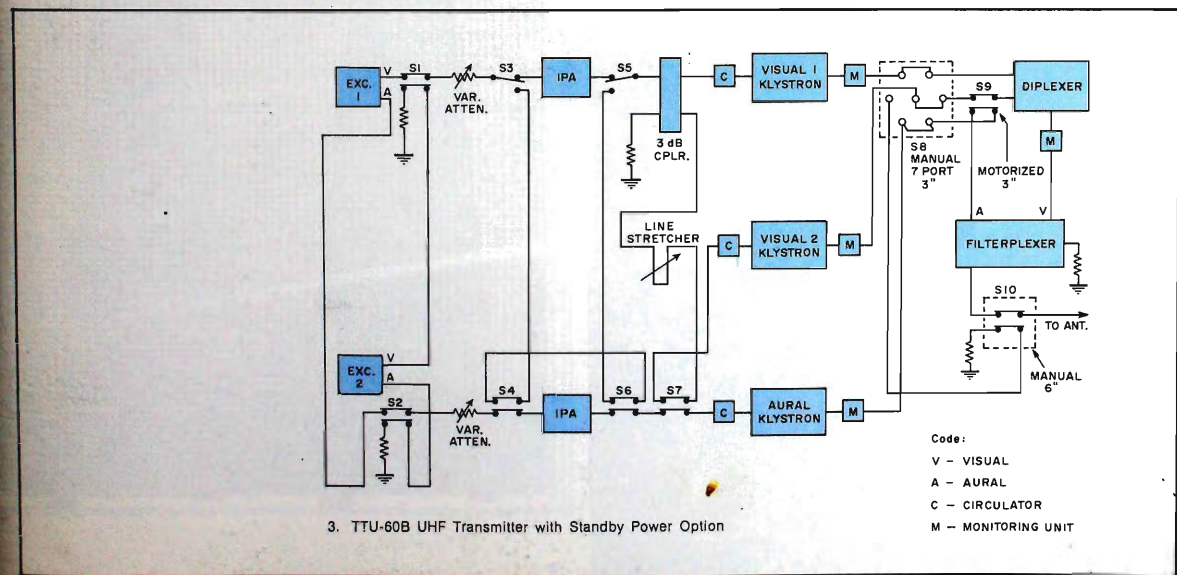 EXC.
1
V
A
S1
VAR.
ATTEN.
S3
IPA
S5
3 dB
CPLR.
C
VISUAL 1
KLYSTRON
M
S8
MANUAL
7 PORT
3"
S9
MOTORIZED
3"
DIPLEXER
M
A
V
FILTERPLEXER
S10
TO ANT.
MANUAL
6"
LINE
STRETCHER
C
VISUAL 2
KLYSTRON
M
EXC.
2
V
A
S2
VAR.
ATTEN.
S4
IPA
S6
S7
C
AURAL
KLYSTRON
M
Code:
V – VISUAL
A – AURAL
C – CIRCULATOR
M – MONITORING UNIT
3. TTU-60B UHF Transmitter with Standby Power Option